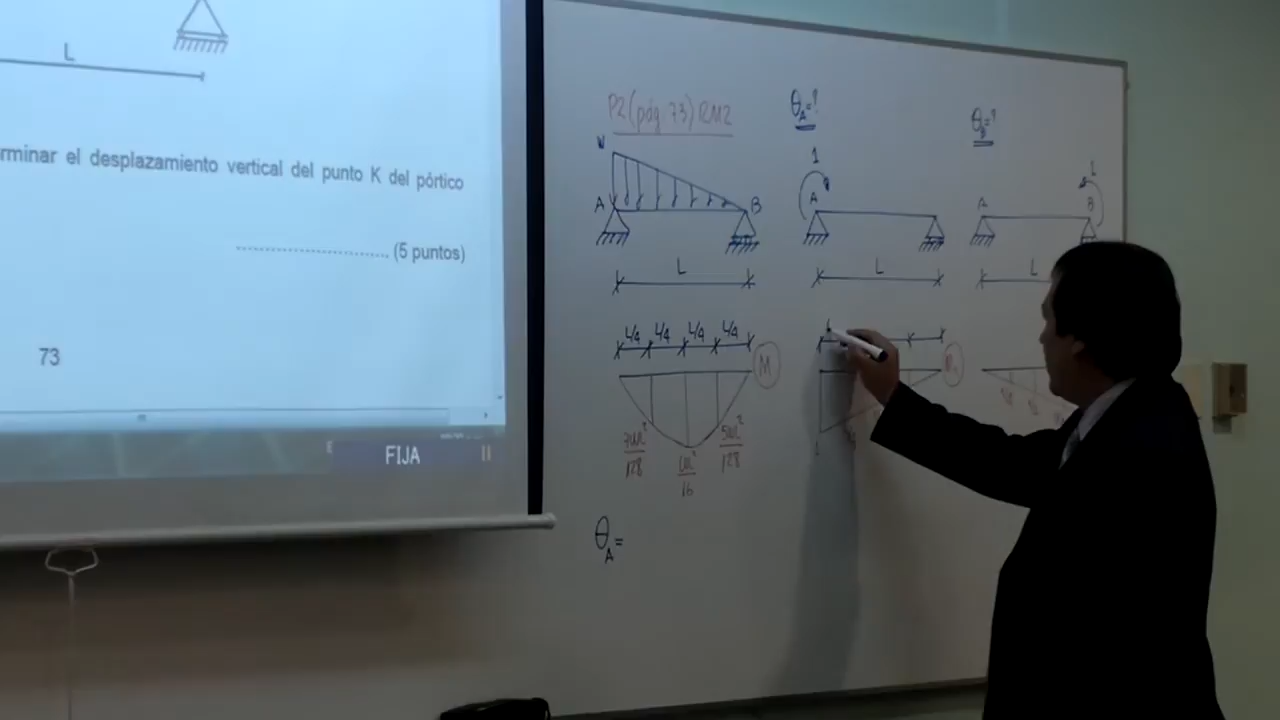 L
rminar el desplazamiento vertical del punto K del pórtico
(5 puntos)
73
FIJA
P2 (pág 73) RM2
W
A B
L
L/4 L/4 L/4 L/4
M
7WL²/128 WL²/16 5WL²/128
θA=
θA=?
1
A
L
1
θB=?
1
A B
L